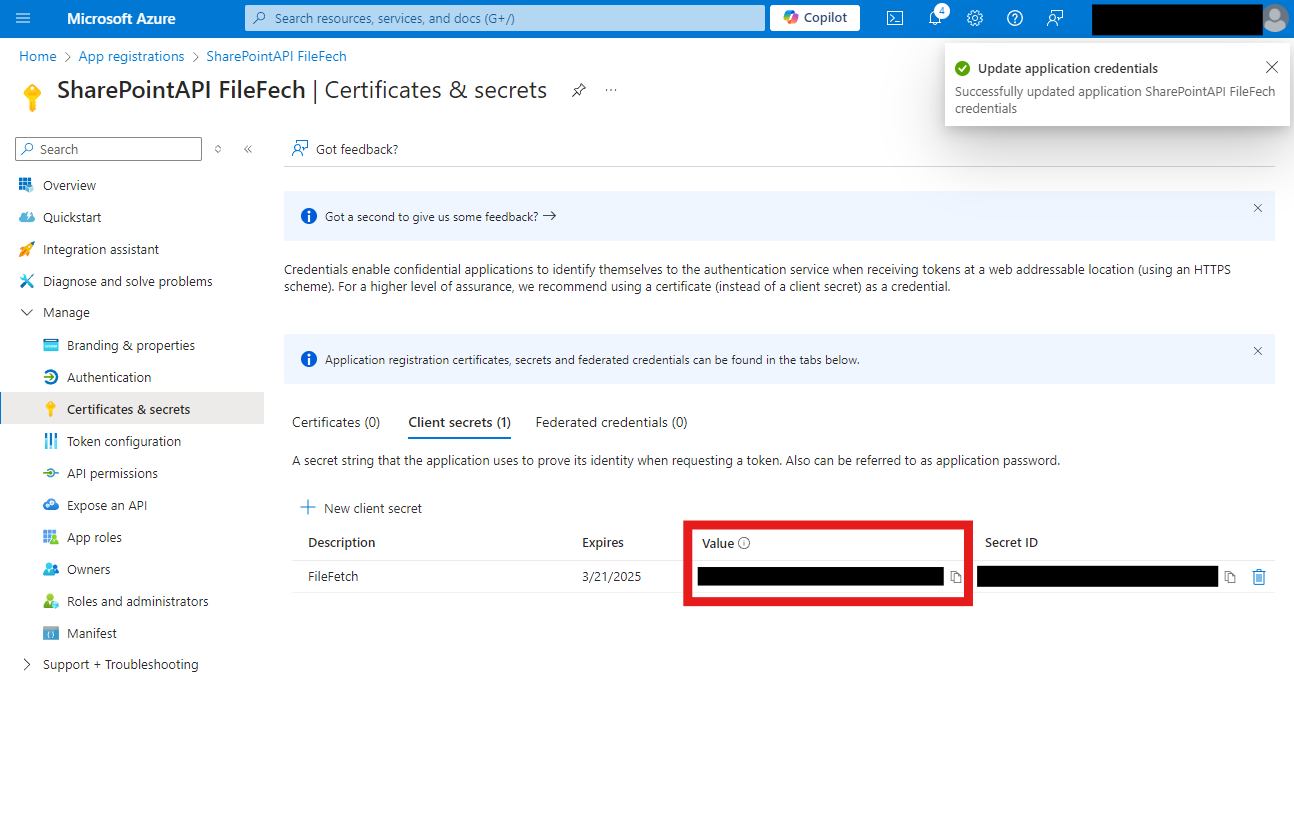 Microsoft Azure
Search resources, services, and docs (G+/)
Copilot
4
Home > App registrations > SharePointAPI FileFech
SharePointAPI FileFech | Certificates & secrets
...
Update application credentials
Successfully updated application SharePointAPI FileFech
credentials
Search
Got feedback?
Overview
Quickstart
Integration assistant
Diagnose and solve problems
Manage
Branding & properties
Authentication
Certificates & secrets
Token configuration
API permissions
Expose an API
App roles
Owners
Roles and administrators
Manifest
Support + Troubleshooting
Got a second to give us some feedback?
Credentials enable confidential applications to identify themselves to the authentication service when receiving tokens at a web addressable location (using an HTTPS
scheme). For a higher level of assurance, we recommend using a certificate (instead of a client secret) as a credential.
Application registration certificates, secrets and federated credentials can be found in the tabs below.
Certificates (0) Client secrets (1) Federated credentials (0)
A secret string that the application uses to prove its identity when requesting a token. Also can be referred to as application password.
New client secret
Description Expires Value Secret ID
FileFetch 3/21/2025